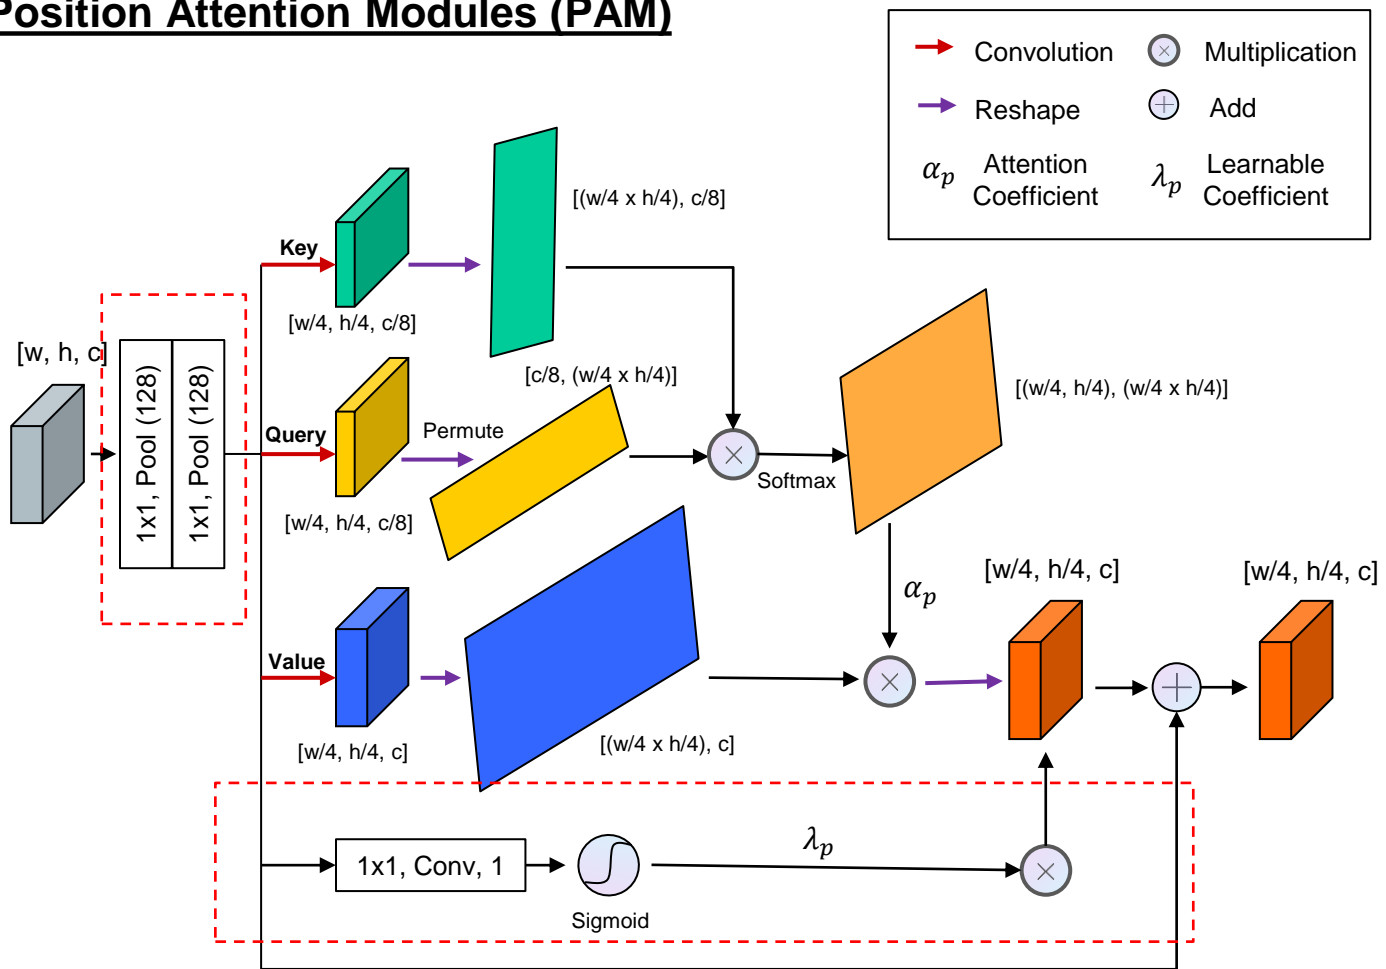 Position Attention Modules (PAM)
Convolution
Multiplication
Reshape
Add
αp Attention Coefficient
λp Learnable Coefficient
[(w/4 x h/4), c/8]
Key
[w/4, h/4, c/8]
[w, h, c]
1x1, Pool (128)
1x1, Pool (128)
[c/8, (w/4 x h/4)]
[(w/4, h/4), (w/4 x h/4)]
Query
Permute
Softmax
[w/4, h/4, c/8]
[w/4, h/4, c]
[w/4, h/4, c]
αp
Value
[w/4, h/4, c]
[(w/4 x h/4), c]
1x1, Conv, 1
λp
Sigmoid